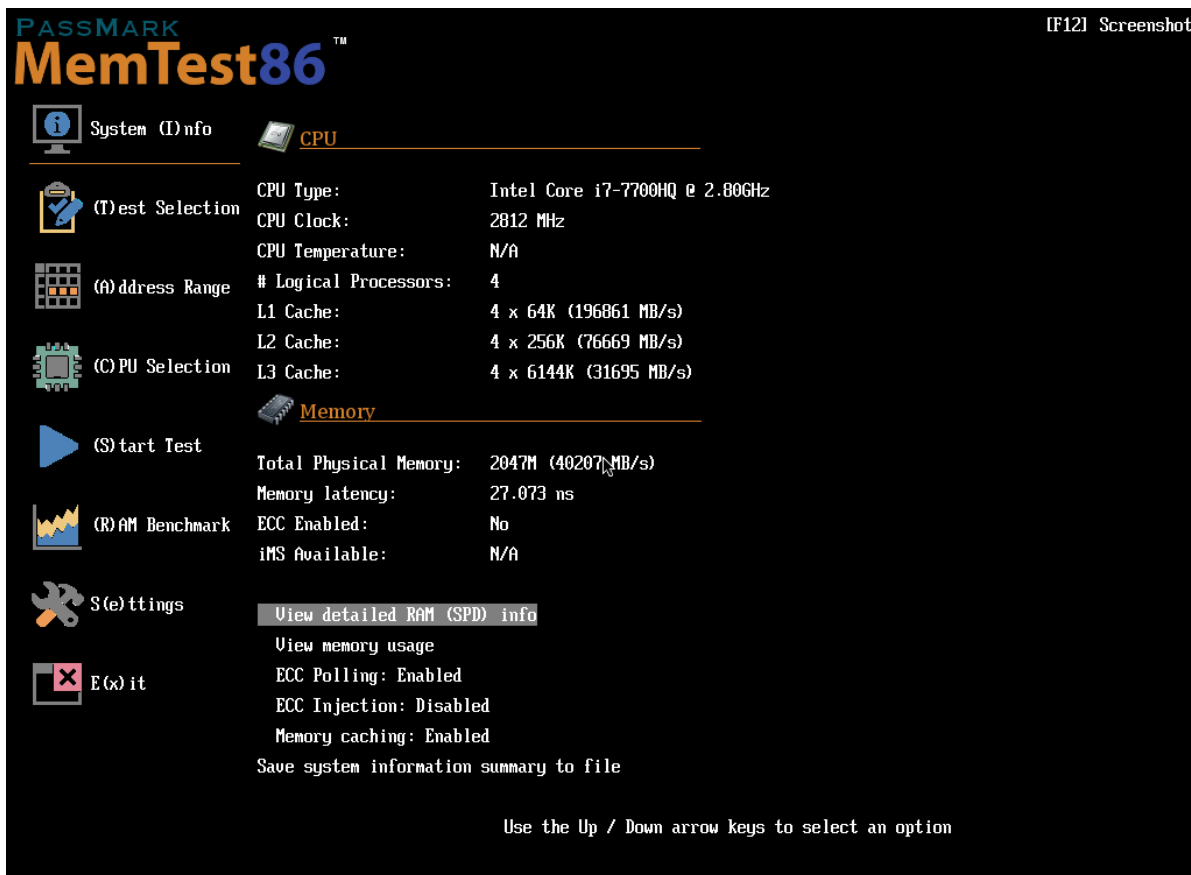 PASSMARK
MemTest86™
[F12] Screenshot
System (I)nfo
(T)est Selection
(A)ddress Range
(C)PU Selection
(S)tart Test
(R)AM Benchmark
S(e)ttings
E(x)it
CPU
CPU Type: Intel Core i7-7700HQ @ 2.80GHz
CPU Clock: 2812 MHz
CPU Temperature: N/A
# Logical Processors: 4
L1 Cache: 4 x 64K (196861 MB/s)
L2 Cache: 4 x 256K (76669 MB/s)
L3 Cache: 4 x 6144K (31695 MB/s)
Memory
Total Physical Memory: 2047M (40207 MB/s)
Memory latency: 27.073 ns
ECC Enabled: No
iMS Available: N/A
View detailed RAM (SPD) info
View memory usage
ECC Polling: Enabled
ECC Injection: Disabled
Memory caching: Enabled
Save system information summary to file
Use the Up / Down arrow keys to select an option